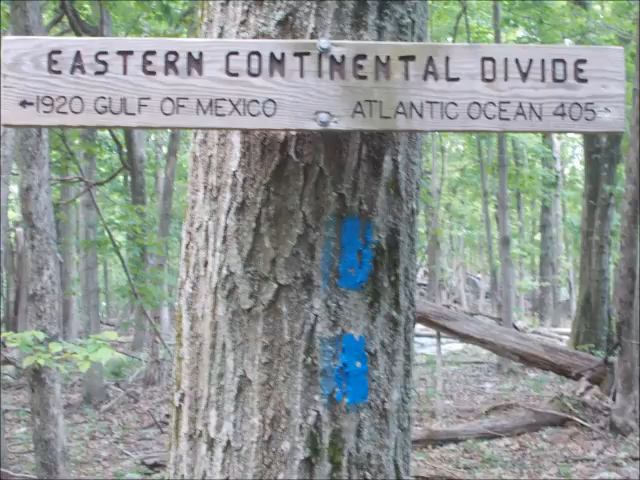 EASTERN CONTINENTAL DIVIDE
←1920 GULF OF MEXICO ATLANTIC OCEAN 405→